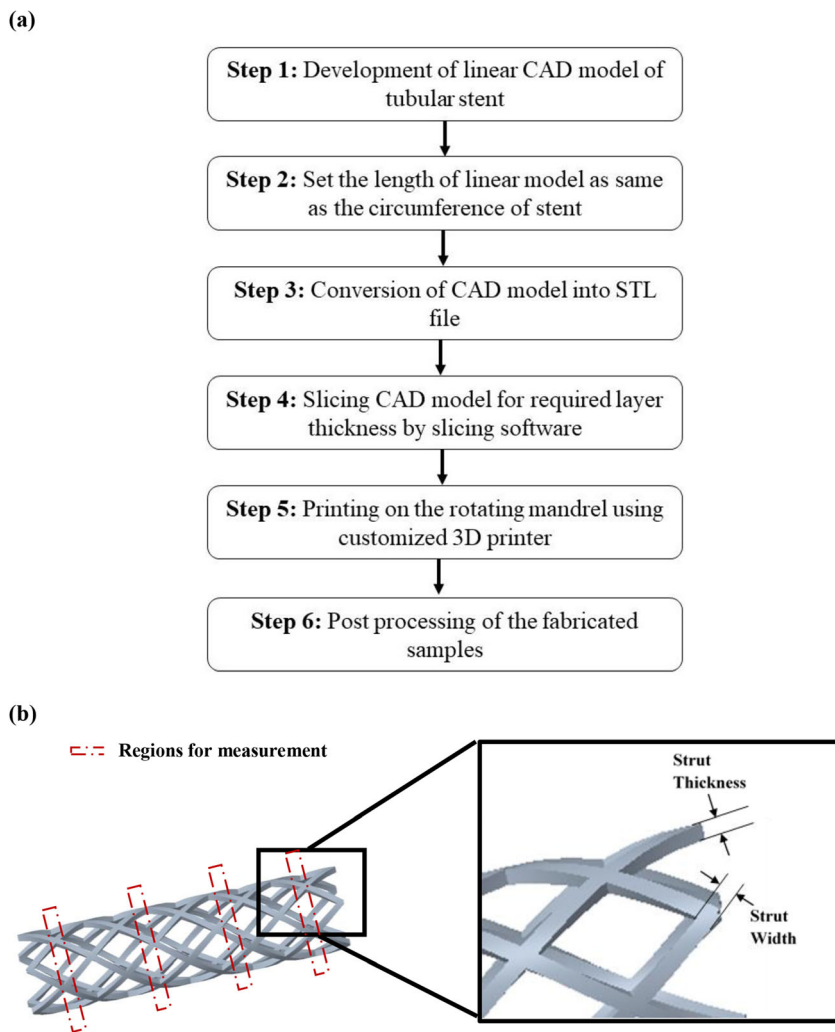 (a)
Step 1: Development of linear CAD model of
tubular stent
Step 2: Set the length of linear model as same
as the circumference of stent
Step 3: Conversion of CAD model into STL
file
Step 4: Slicing CAD model for required layer
thickness by slicing software
Step 5: Printing on the rotating mandrel using
customized 3D printer
Step 6: Post processing of the fabricated
samples
(b)
Regions for measurement
Strut
Thickness
Strut
Width